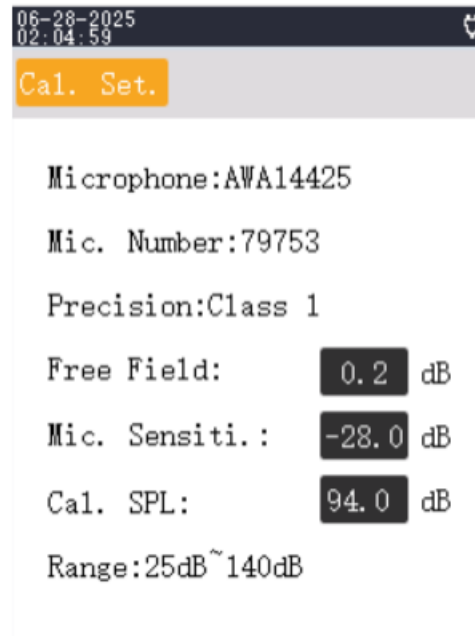 06-28-2025
02:04:59
Cal. Set.
Microphone:AWA14425
Mic. Number:79753
Precision:Class 1
Free Field: 0.2 dB
Mic. Sensiti.: -28.0 dB
Cal. SPL: 94.0 dB
Range:25dB~140dB